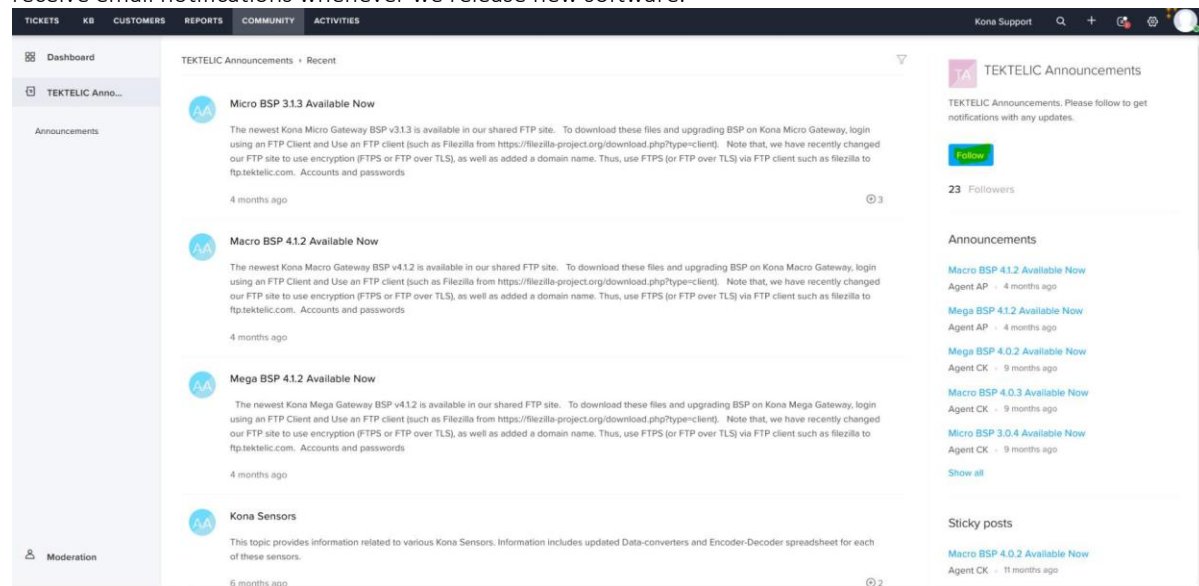 receive email notifications whenever we release new software.
TICKETS KB CUSTOMERS REPORTS COMMUNITY ACTIVITIES
Kona Support
Dashboard
TEKTELIC Anno...
Announcements
Moderation
TEKTELIC Announcements › Recent
AA
Micro BSP 3.1.3 Available Now
The newest Kona Micro Gateway BSP v3.1.3 is available in our shared FTP site. To download these files and upgrading BSP on Kona Micro Gateway, login
using an FTP Client and Use an FTP client (such as Filezilla from https://filezilla-project.org/download.php?type=client). Note that, we have recently changed
our FTP site to use encryption (FTPS or FTP over TLS), as well as added a domain name. Thus, use FTPS (or FTP over TLS) via FTP client such as filezilla to
ftp.tektelic.com. Accounts and passwords
4 months ago
3
AA
Macro BSP 4.1.2 Available Now
The newest Kona Macro Gateway BSP v4.1.2 is available in our shared FTP site. To download these files and upgrading BSP on Kona Macro Gateway, login
using an FTP Client and Use an FTP client (such as Filezilla from https://filezilla-project.org/download.php?type=client). Note that, we have recently changed
our FTP site to use encryption (FTPS or FTP over TLS), as well as added a domain name. Thus, use FTPS (or FTP over TLS) via FTP client such as filezilla to
ftp.tektelic.com. Accounts and passwords
4 months ago
AA
Mega BSP 4.1.2 Available Now
The newest Kona Mega Gateway BSP v4.1.2 is available in our shared FTP site. To download these files and upgrading BSP on Kona Mega Gateway, login
using an FTP Client and Use an FTP client (such as Filezilla from https://filezilla-project.org/download.php?type=client). Note that, we have recently changed
our FTP site to use encryption (FTPS or FTP over TLS), as well as added a domain name. Thus, use FTPS (or FTP over TLS) via FTP client such as filezilla to
ftp.tektelic.com. Accounts and passwords
4 months ago
AA
Kona Sensors
This topic provides information related to various Kona Sensors. Information includes updated Data-converters and Encoder-Decoder spreadsheet for each
of these sensors.
6 months ago
2
TA
TEKTELIC Announcements
TEKTELIC Announcements. Please follow to get
notifications with any updates.
Follow
23 Followers
Announcements
Macro BSP 4.1.2 Available Now
Agent AP 4 months ago
Mega BSP 4.1.2 Available Now
Agent AP 4 months ago
Mega BSP 4.0.2 Available Now
Agent CK 9 months ago
Macro BSP 4.0.3 Available Now
Agent CK 9 months ago
Micro BSP 3.0.4 Available Now
Agent CK 9 months ago
Show all
Sticky posts
Macro BSP 4.0.2 Available Now
Agent CK 11 months ago